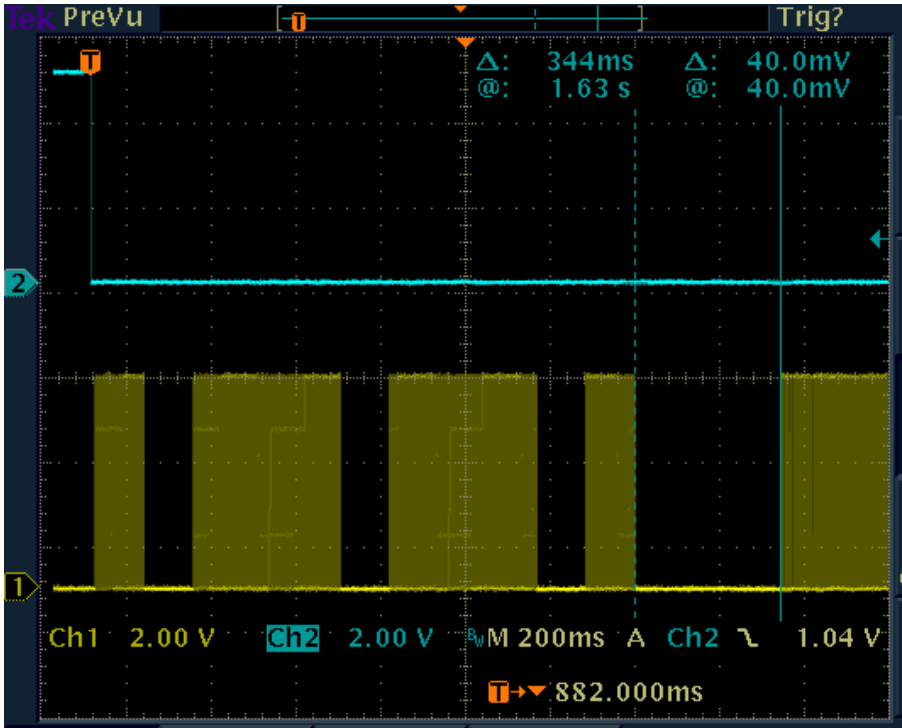 Tek PreVu T Trig?
T Δ: 344ms Δ: 40.0mV
@: 1.63 s @: 40.0mV
2
1
Ch1 2.00 V Ch2 2.00 V BW M 200ms A Ch2 1.04 V
T→▼ 882.000ms